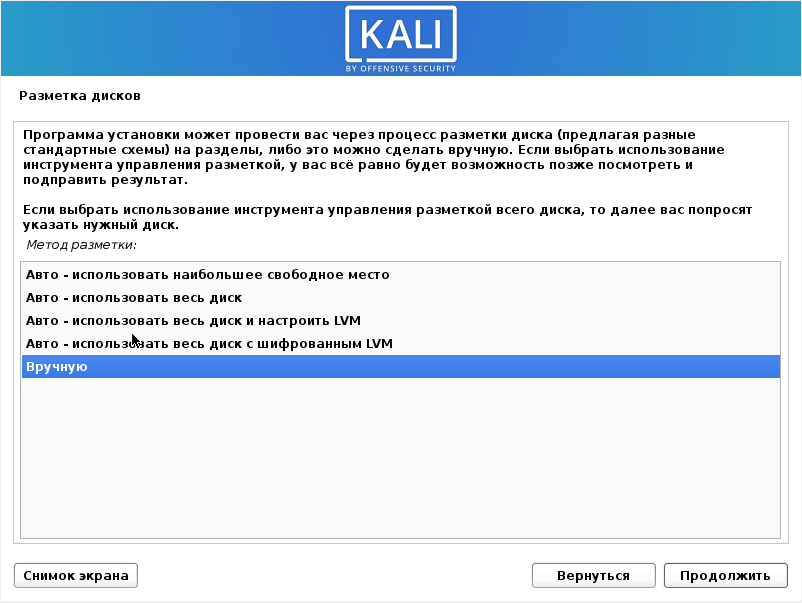 KALI
BY OFFENSIVE SECURITY
Разметка дисков
Программа установки может провести вас через процесс разметки диска (предлагая разные
стандартные схемы) на разделы, либо это можно сделать вручную. Если выбрать использование
инструмента управления разметкой, у вас всё равно будет возможность позже посмотреть и
подправить результат.
Если выбрать использование инструмента управления разметкой всего диска, то далее вас попросят
указать нужный диск.
Метод разметки:
Авто - использовать наибольшее свободное место
Авто - использовать весь диск
Авто - использовать весь диск и настроить LVM
Авто - использовать весь диск с шифрованным LVM
Вручную
Снимок экрана
Вернуться
Продолжить